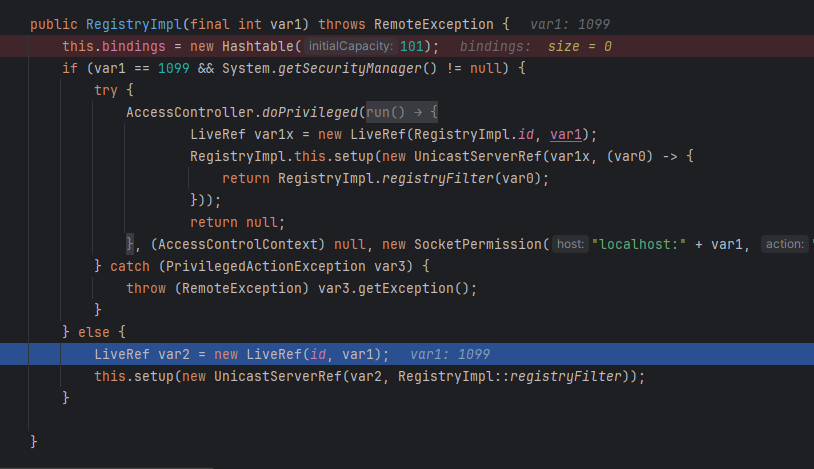 public RegistryImpl(final int var1) throws RemoteException {   var1: 1099
    this.bindings = new Hashtable( initialCapacity: 101);   bindings:  size = 0
    if (var1 == 1099 && System.getSecurityManager() != null) {
        try {
            AccessController.doPrivileged(run() → {
                    LiveRef var1x = new LiveRef(RegistryImpl.id, var1);
                    RegistryImpl.this.setup(new UnicastServerRef(var1x, (var0) -> {
                        return RegistryImpl.registryFilter(var0);
                    }));
                    return null;
            }, (AccessControlContext) null, new SocketPermission( host: "localhost:" + var1,  action: "
        } catch (PrivilegedActionException var3) {
            throw (RemoteException) var3.getException();
        }
    } else {
        LiveRef var2 = new LiveRef(id, var1);   var1: 1099
        this.setup(new UnicastServerRef(var2, RegistryImpl::registryFilter));
    }
}